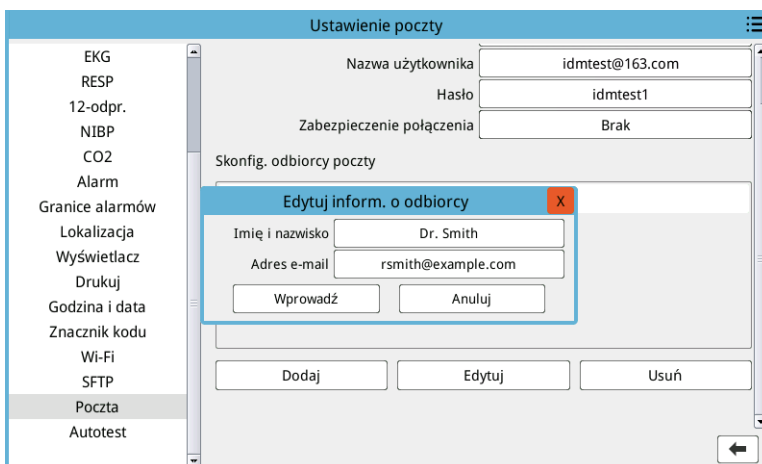 Ustawienie poczty
EKG
RESP
12-odpr.
NIBP
CO2
Alarm
Granice alarmów
Lokalizacja
Wyświetlacz
Drukuj
Godzina i data
Znacznik kodu
Wi-Fi
SFTP
Poczta
Autotest
Nazwa użytkownika idmtest@163.com
Hasło idmtest1
Zabezpieczenie połączenia Brak
Skonfig. odbiorcy poczty
Edytuj inform. o odbiorcy X
Imię i nazwisko Dr. Smith
Adres e-mail rsmith@example.com
Wprowadź Anuluj
Dodaj Edytuj Usuń